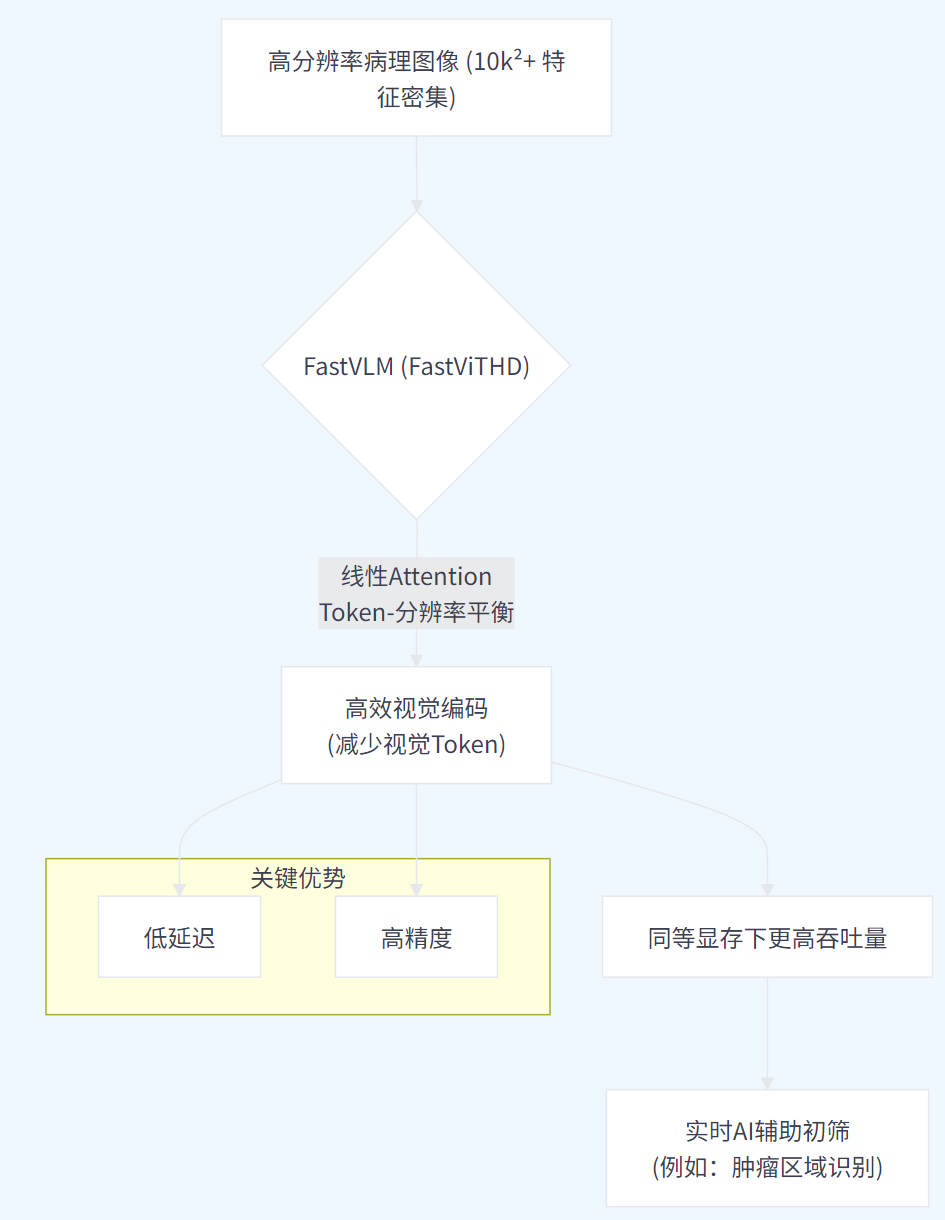 高分辨率病理图像 (10k²+ 特
征密集)
FastVLM (FastViTHD)
线性Attention
Token-分辨率平衡
高效视觉编码
(减少视觉Token)
关键优势
低延迟
高精度
同等显存下更高吞吐量
实时AI辅助初筛
(例如：肿瘤区域识别)